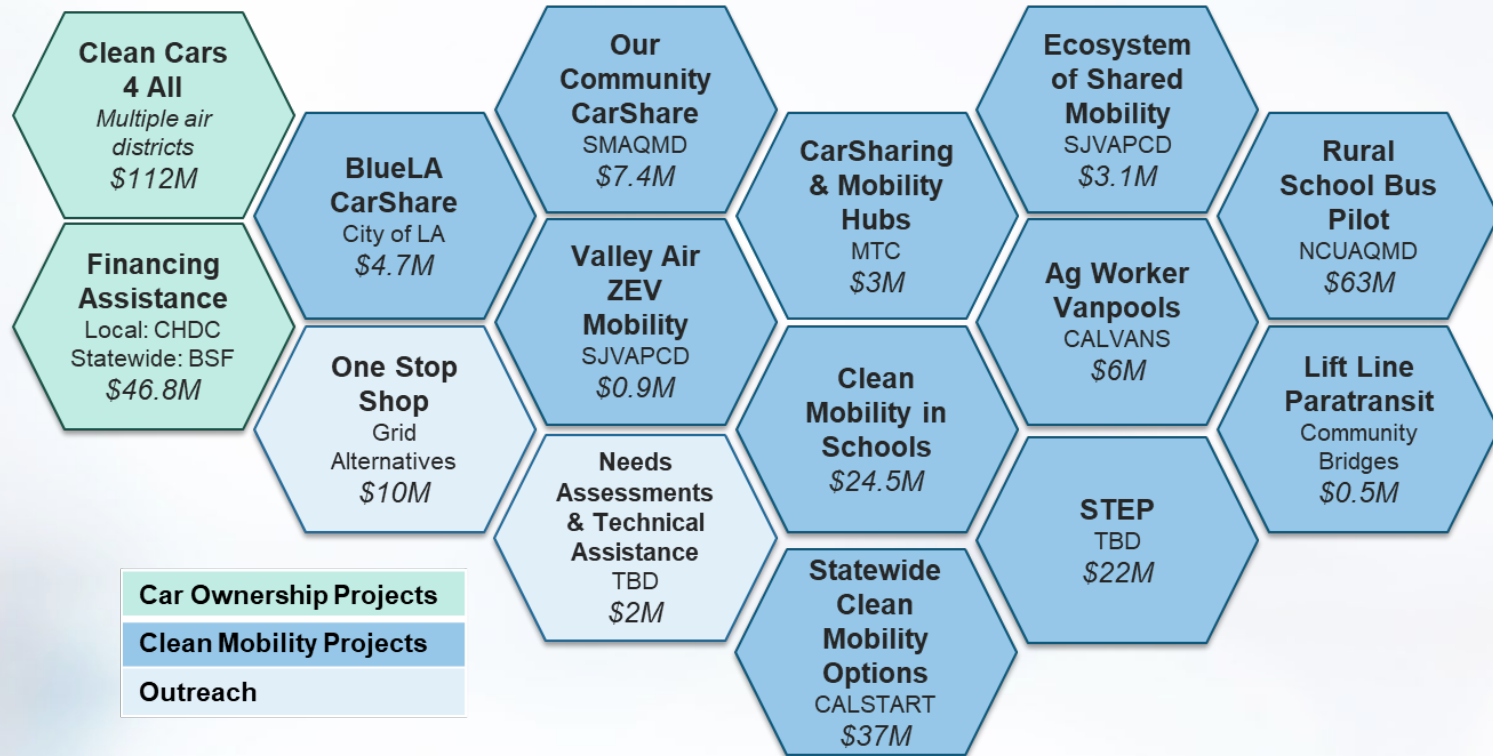 Clean Cars
4 All
Multiple air
districts
$112M
Financing
Assistance
Local: CHDC
Statewide: BSF
$46.8M
BlueLA
CarShare
City of LA
$4.7M
One Stop
Shop
Grid
Alternatives
$10M
Our
Community
CarShare
SMAQMD
$7.4M
Valley Air
ZEV
Mobility
SJVAPCD
$0.9M
Needs
Assessments
& Technical
Assistance
TBD
$2M
CarSharing
& Mobility
Hubs
MTC
$3M
Clean
Mobility in
Schools
$24.5M
Statewide
Clean
Mobility
Options
CALSTART
$37M
Ecosystem
of Shared
Mobility
SJVAPCD
$3.1M
Ag Worker
Vanpools
CALVANS
$6M
STEP
TBD
$22M
Rural
School Bus
Pilot
NCUAQMD
$63M
Lift Line
Paratransit
Community
Bridges
$0.5M
Car Ownership Projects
Clean Mobility Projects
Outreach